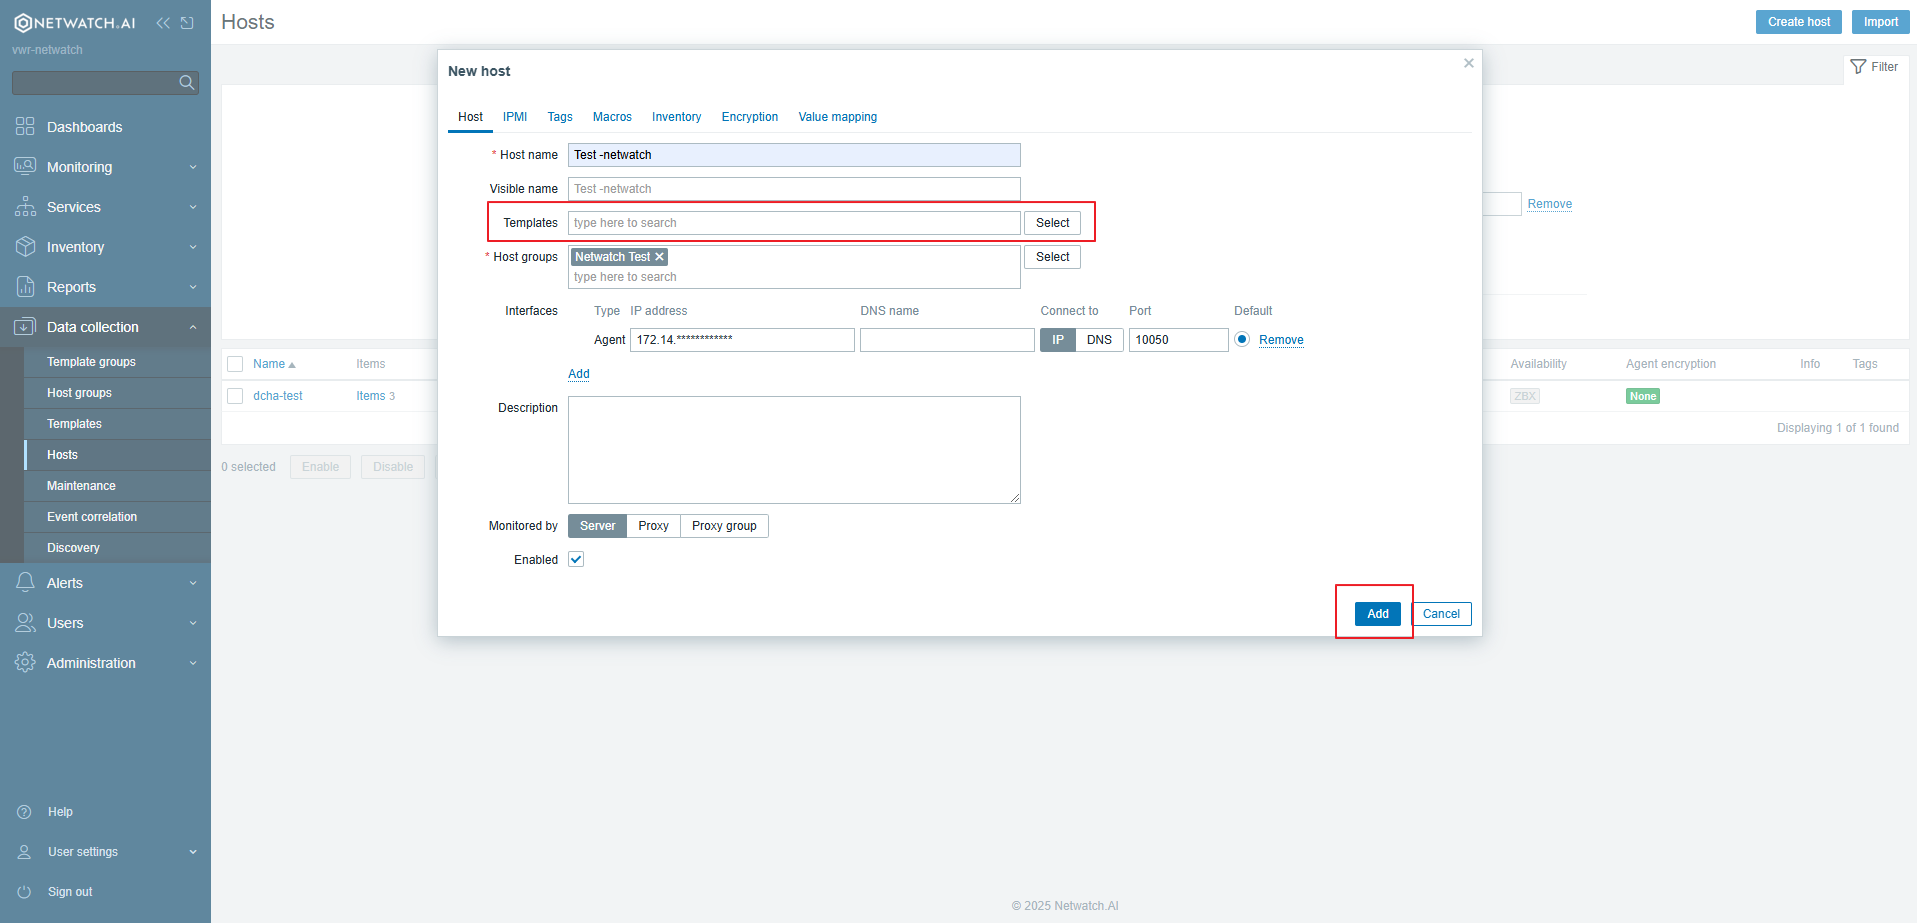 NETWATCH.AI
vwr-netwatch
Dashboards
Monitoring
Services
Inventory
Reports
Data collection
Template groups
Host groups
Templates
Hosts
Maintenance
Event correlation
Discovery
Alerts
Users
Administration
Help
User settings
Sign out
Hosts
Create host
Import
Filter
Remove
New host
Host
IPMI
Tags
Macros
Inventory
Encryption
Value mapping
* Host name Test -netwatch
Visible name Test -netwatch
Templates type here to search Select
* Host groups Netwatch Test Select
type here to search
Interfaces Type IP address DNS name Connect to Port Default
Agent 172.14.************ IP DNS 10050 Remove
Add
Description
Monitored by Server Proxy Proxy group
Enabled
Add Cancel
Name Items Availability Agent encryption Info Tags
dcha-test Items 3 ZBX None
Displaying 1 of 1 found
0 selected Enable Disable
© 2025 Netwatch.AI